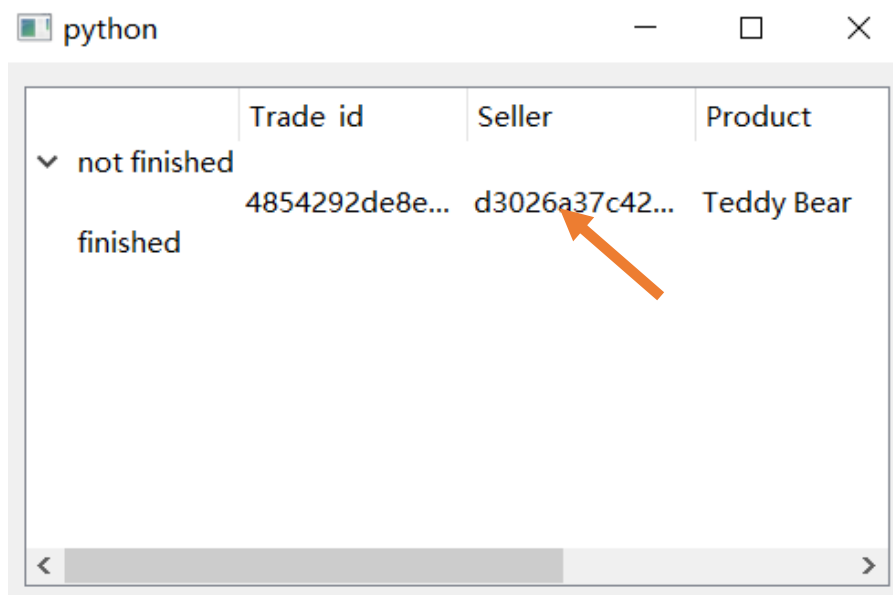 python
Trade id Seller Product
not finished
4854292de8e... d3026a37c42... Teddy Bear
finished